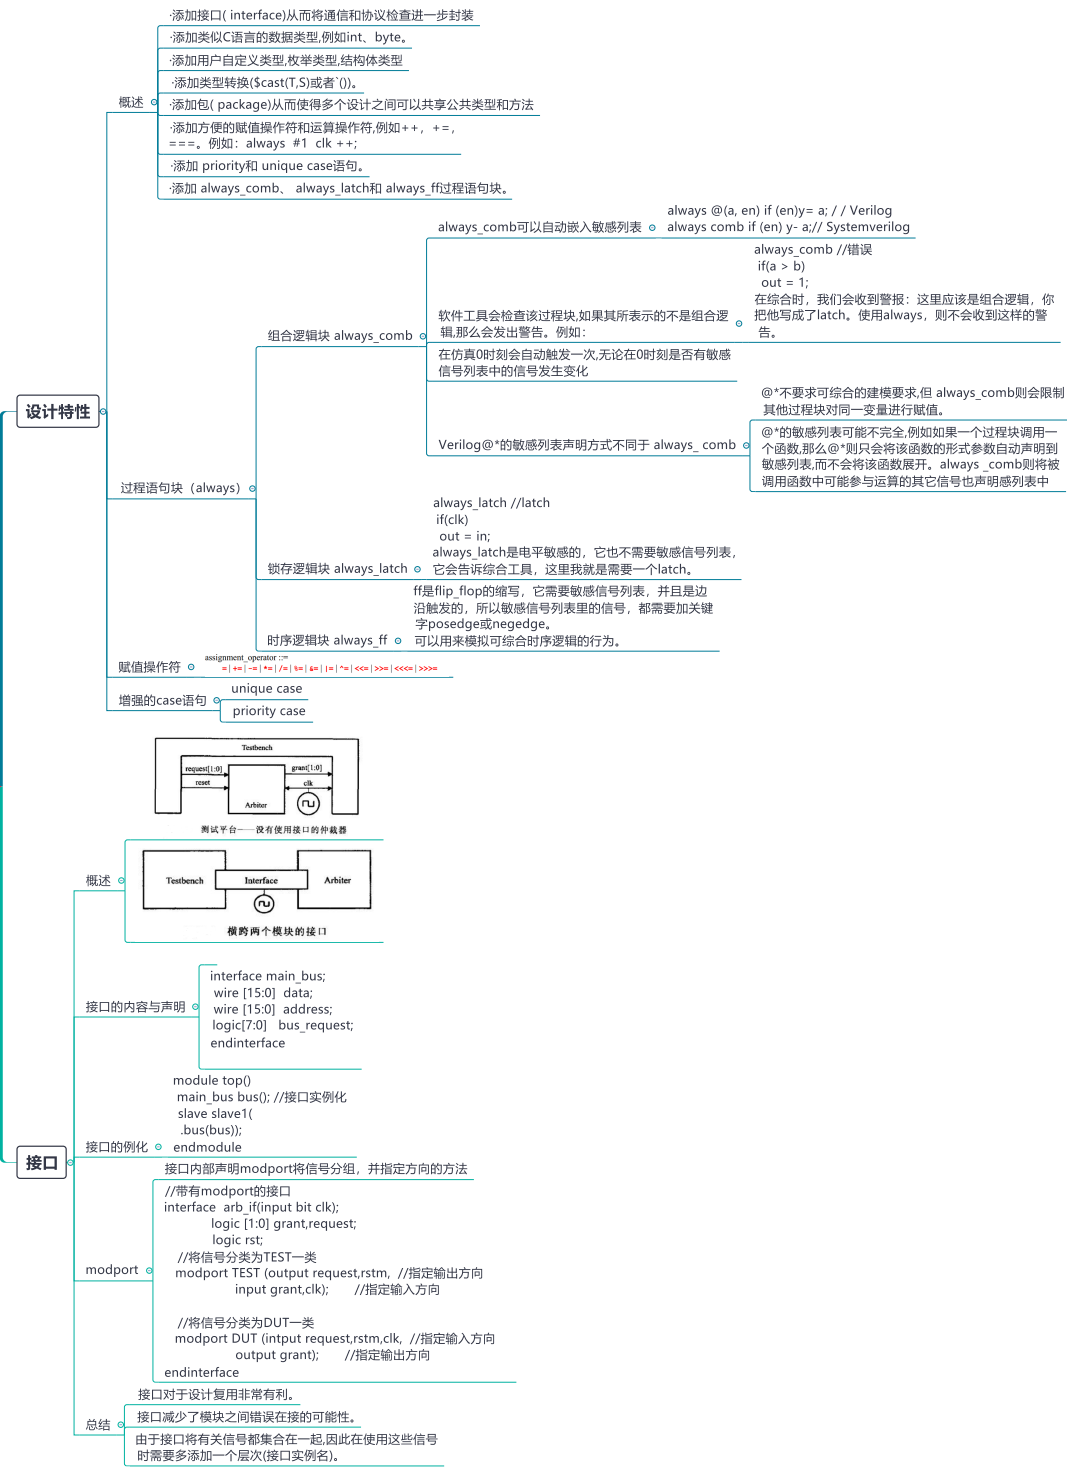 设计特性
概述
·添加接口( interface)从而将通信和协议检查进一步封装
·添加类似C语言的数据类型,例如int、byte。
·添加用户自定义类型,枚举类型,结构体类型
·添加类型转换($cast(T,S)或者`())。
·添加包( package)从而使得多个设计之间可以共享公共类型和方法
·添加方便的赋值操作符和运算操作符,例如++，+=，
===。例如：always  #1  clk ++;
·添加 priority和 unique case语句。
·添加 always_comb、 always_latch和 always_ff过程语句块。
过程语句块（always）
组合逻辑块 always_comb
always_comb可以自动嵌入敏感列表
always @(a, en) if (en)y= a; / / Verilog
always comb if (en) y- a;// Systemverilog
软件工具会检查该过程块,如果其所表示的不是组合逻
辑,那么会发出警告。例如：
always_comb //错误
if(a > b)
out = 1;
在综合时，我们会收到警报：这里应该是组合逻辑，你
把他写成了latch。使用always，则不会收到这样的警
告。
在仿真0时刻会自动触发一次,无论在0时刻是否有敏感
信号列表中的信号发生变化
Verilog@*的敏感列表声明方式不同于 always_ comb
@*不要求可综合的建模要求,但 always_comb则会限制
其他过程块对同一变量进行赋值。
@*的敏感列表可能不完全,例如如果一个过程块调用一
个函数,那么@*则只会将该函数的形式参数自动声明到
敏感列表,而不会将该函数展开。always _comb则将被
调用函数中可能参与运算的其它信号也声明感列表中
锁存逻辑块 always_latch
always_latch //latch
if(clk)
out = in;
always_latch是电平敏感的，它也不需要敏感信号列表，
它会告诉综合工具，这里我就是需要一个latch。
时序逻辑块 always_ff
ff是flip_flop的缩写，它需要敏感信号列表，并且是边
沿触发的，所以敏感信号列表里的信号，都需要加关键
字posedge或negedge。
可以用来模拟可综合时序逻辑的行为。
赋值操作符
assignment_operator ::=
=|+=|-=|*=|/=|%=|&=||=|^=|<<=|>>=|<<<=|>>>=
增强的case语句
unique case
priority case
接口
概述
Testbench
request[1:0]
grant[1:0]
reset
clk
Arbiter
测试平台——没有使用接口的仲裁器
Testbench
Interface
Arbiter
横跨两个模块的接口
接口的内容与声明
interface main_bus;
wire [15:0]  data;
wire [15:0]  address;
logic[7:0]   bus_request;
endinterface
接口的例化
module top()
main_bus bus(); //接口实例化
slave slave1(
.bus(bus));
endmodule
modport
接口内部声明modport将信号分组，并指定方向的方法
//带有modport的接口
interface  arb_if(input bit clk);
logic [1:0] grant,request;
logic rst;
//将信号分类为TEST一类
modport TEST (output request,rstm,  //指定输出方向
input grant,clk);       //指定输入方向
//将信号分类为DUT一类
modport DUT (intput request,rstm,clk,  //指定输入方向
output grant);       //指定输出方向
endinterface
总结
接口对于设计复用非常有利。
接口减少了模块之间错误在接的可能性。
由于接口将有关信号都集合在一起,因此在使用这些信号
时需要多添加一个层次(接口实例名)。